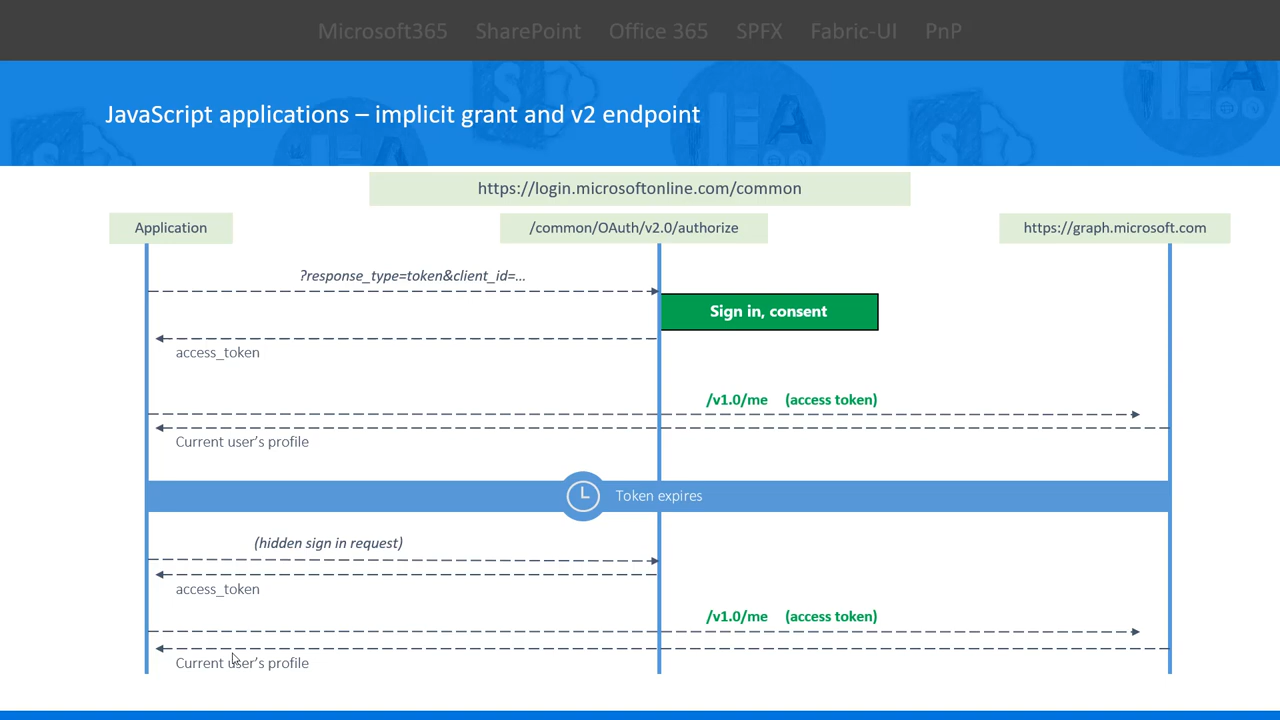 Microsoft365 SharePoint Office 365 SPFX Fabric-UI PnP
JavaScript applications – implicit grant and v2 endpoint
https://login.microsoftonline.com/common
Application
/common/OAuth/v2.0/authorize
https://graph.microsoft.com
?response_type=token&client_id=...
Sign in, consent
access_token
/v1.0/me (access token)
Current user's profile
Token expires
(hidden sign in request)
access_token
/v1.0/me (access token)
Current user's profile